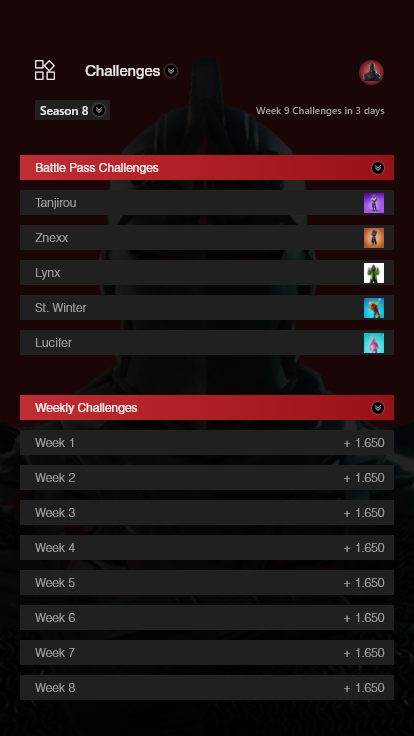 Challenges
Season 8
Week 9 Challenges in 3 days
Battle Pass Challenges
Tanjirou
Znexx
Lynx
St. Winter
Lucifer
Weekly Challenges
Week 1 + 1.650
Week 2 + 1.650
Week 3 + 1.650
Week 4 + 1.650
Week 5 + 1.650
Week 6 + 1.650
Week 7 + 1.650
Week 8 + 1.650